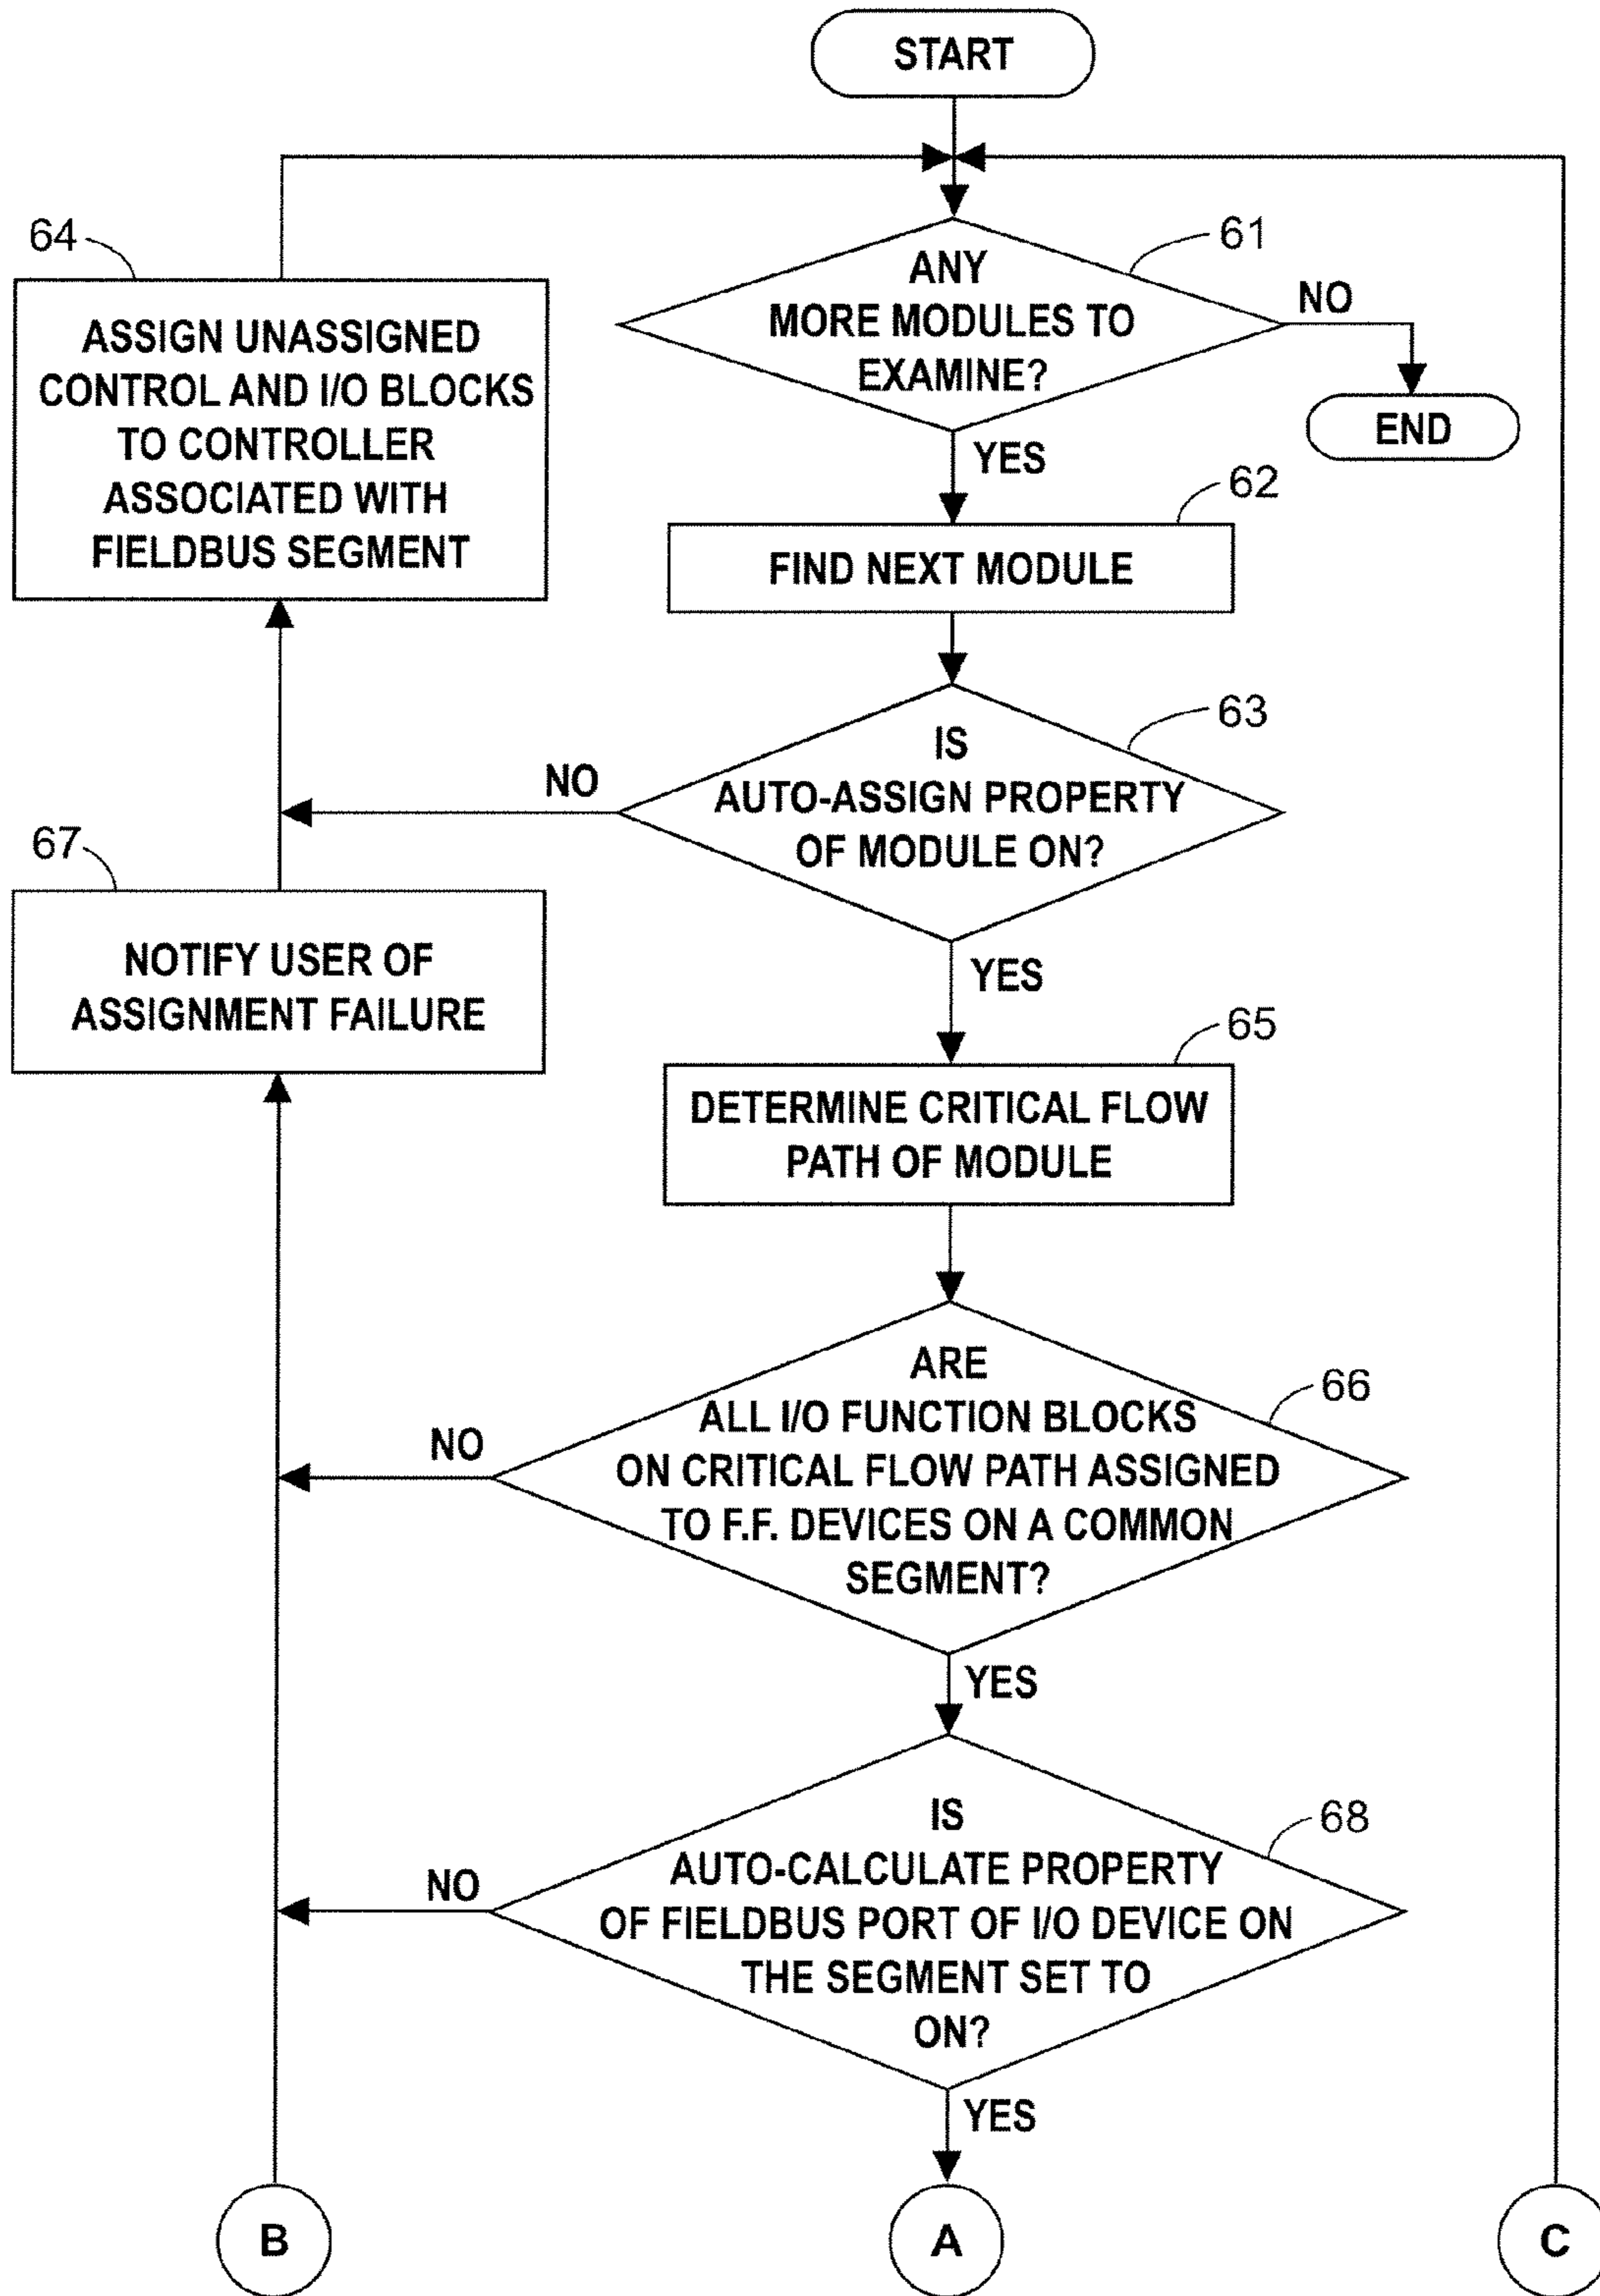 START
64
61
ANY
MORE MODULES TO
EXAMINE?
NO
END
ASSIGN UNASSIGNED
CONTROL AND I/O BLOCKS
TO CONTROLLER
ASSOCIATED WITH
FIELDBUS SEGMENT
YES
62
FIND NEXT MODULE
63
IS
AUTO-ASSIGN PROPERTY
OF MODULE ON?
NO
67
NOTIFY USER OF
ASSIGNMENT FAILURE
YES
65
DETERMINE CRITICAL FLOW
PATH OF MODULE
66
ARE
ALL I/O FUNCTION BLOCKS
ON CRITICAL FLOW PATH ASSIGNED
TO F.F. DEVICES ON A COMMON
SEGMENT?
NO
YES
68
IS
AUTO-CALCULATE PROPERTY
OF FIELDBUS PORT OF I/O DEVICE ON
THE SEGMENT SET TO
ON?
NO
YES
B
A
C